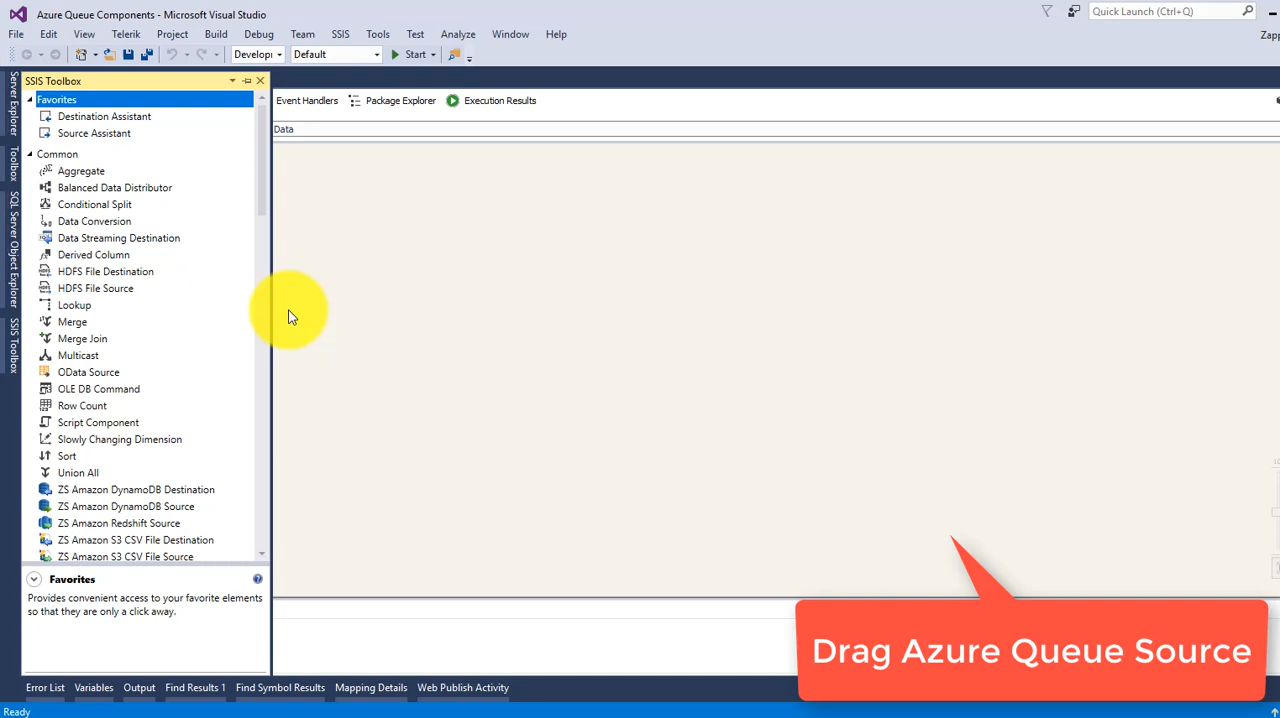 Azure Queue Components - Microsoft Visual Studio
Quick Launch (Ctrl+Q)
File Edit View Telerik Project Build Debug Team SSIS Tools Test Analyze Window Help
Zapp
Develop Default Start
Server Explorer
Toolbox
SQL Server Object Explorer
SSIS Toolbox
SSIS Toolbox
Favorites
Destination Assistant
Source Assistant
Common
Aggregate
Balanced Data Distributor
Conditional Split
Data Conversion
Data Streaming Destination
Derived Column
HDFS File Destination
HDFS File Source
Lookup
Merge
Merge Join
Multicast
OData Source
OLE DB Command
Row Count
Script Component
Slowly Changing Dimension
Sort
Union All
ZS Amazon DynamoDB Destination
ZS Amazon DynamoDB Source
ZS Amazon Redshift Source
ZS Amazon S3 CSV File Destination
ZS Amazon S3 CSV File Source
Favorites
Provides convenient access to your favorite elements
so that they are only a click away.
Event Handlers Package Explorer Execution Results
Data
Drag Azure Queue Source
Error List Variables Output Find Results 1 Find Symbol Results Mapping Details Web Publish Activity
Ready